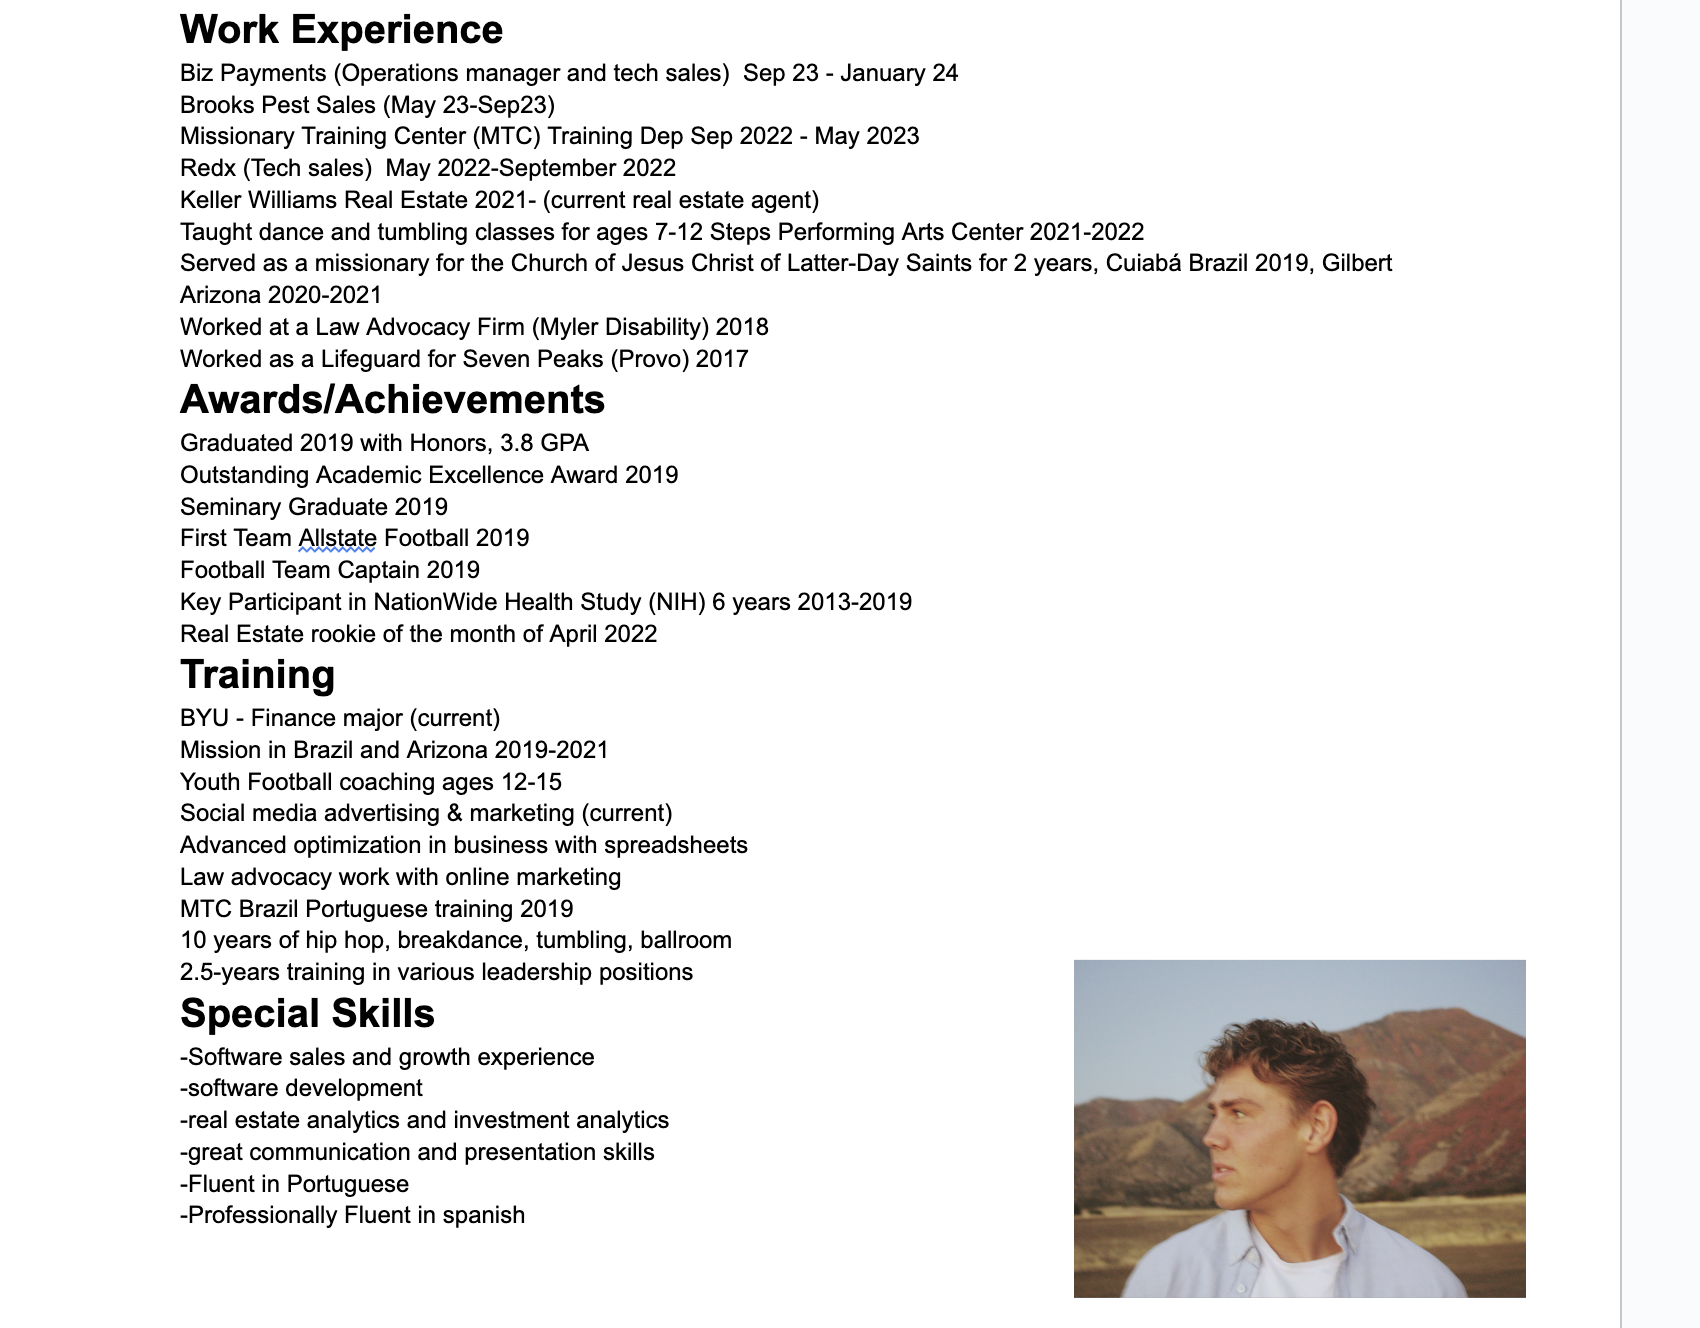 Work Experience
Biz Payments (Operations manager and tech sales)  Sep 23 - January 24
Brooks Pest Sales (May 23-Sep23)
Missionary Training Center (MTC) Training Dep Sep 2022 - May 2023
Redx (Tech sales)  May 2022-September 2022
Keller Williams Real Estate 2021- (current real estate agent)
Taught dance and tumbling classes for ages 7-12 Steps Performing Arts Center 2021-2022
Served as a missionary for the Church of Jesus Christ of Latter-Day Saints for 2 years, Cuiabá Brazil 2019, Gilbert
Arizona 2020-2021
Worked at a Law Advocacy Firm (Myler Disability) 2018
Worked as a Lifeguard for Seven Peaks (Provo) 2017
Awards/Achievements
Graduated 2019 with Honors, 3.8 GPA
Outstanding Academic Excellence Award 2019
Seminary Graduate 2019
First Team Allstate Football 2019
Football Team Captain 2019
Key Participant in NationWide Health Study (NIH) 6 years 2013-2019
Real Estate rookie of the month of April 2022
Training
BYU - Finance major (current)
Mission in Brazil and Arizona 2019-2021
Youth Football coaching ages 12-15
Social media advertising & marketing (current)
Advanced optimization in business with spreadsheets
Law advocacy work with online marketing
MTC Brazil Portuguese training 2019
10 years of hip hop, breakdance, tumbling, ballroom
2.5-years training in various leadership positions
Special Skills
-Software sales and growth experience
-software development
-real estate analytics and investment analytics
-great communication and presentation skills
-Fluent in Portuguese
-Professionally Fluent in spanish